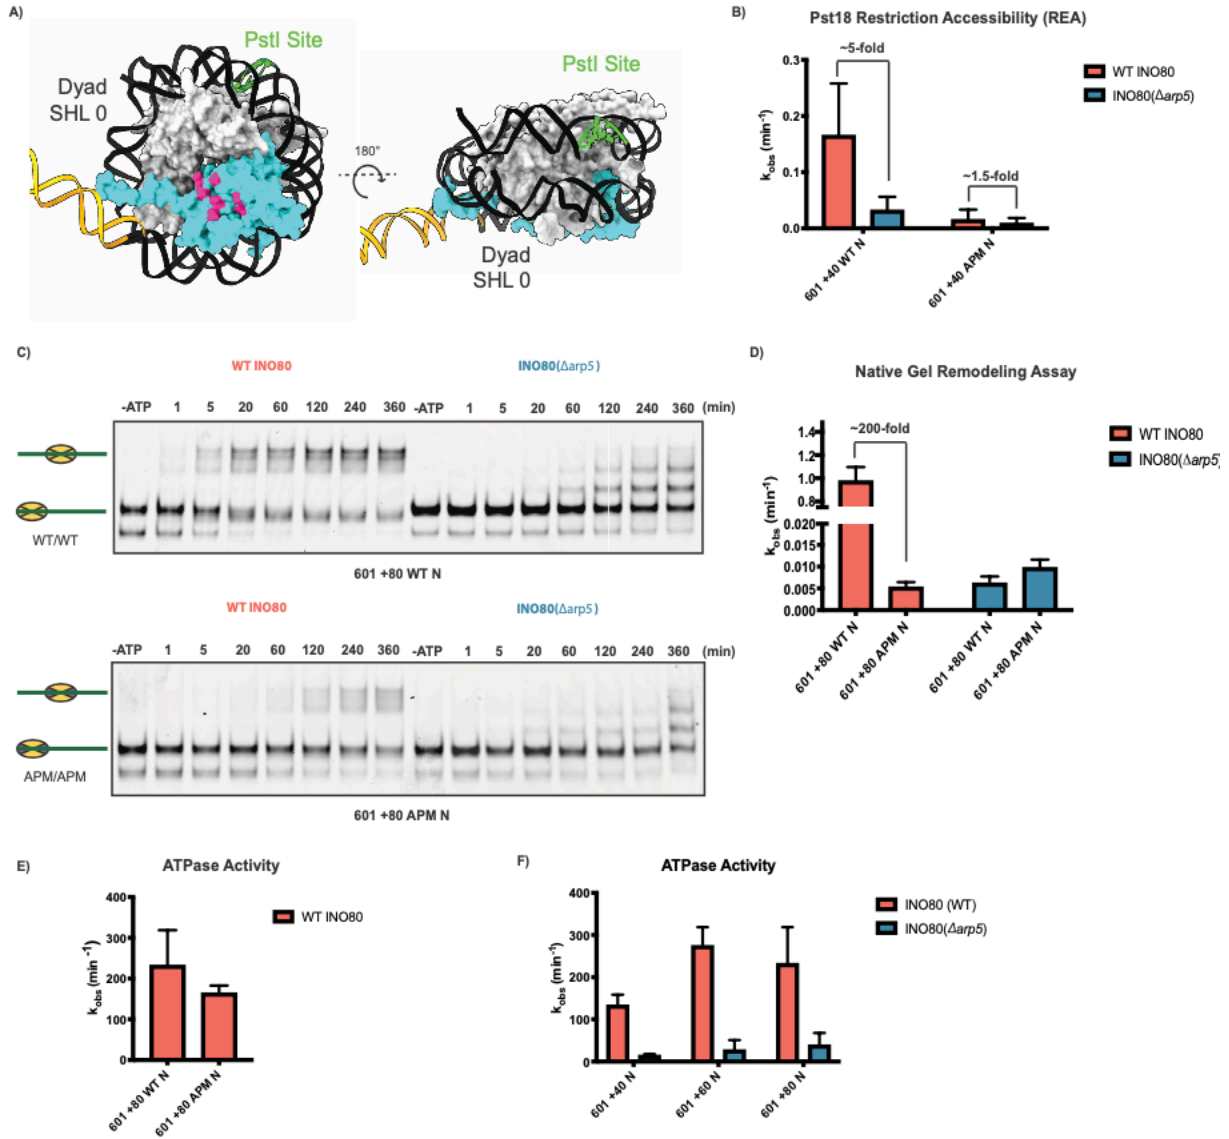 A)
PstI Site
Dyad
SHL 0
180°
PstI Site
Dyad
SHL 0
B)
Pst18 Restriction Accessibility (REA)
~5-fold
~1.5-fold
0.3
0.2
0.1
0.0
kobs (min-1)
601 +40 WT N
601 +40 APM N
WT INO80
INO80(Δarp5)
C)
WT INO80
INO80(Δarp5)
-ATP 1 5 20 60 120 240 360 -ATP 1 5 20 60 120 240 360 (min)
WT/WT
601 +80 WT N
WT INO80
INO80(Δarp5)
-ATP 1 5 20 60 120 240 360 -ATP 1 5 20 60 120 240 360 (min)
APM/APM
601 +80 APM N
D)
Native Gel Remodeling Assay
~200-fold
1.4
1.2
1.0
0.8
0.020
0.015
0.010
0.005
0.000
kobs (min-1)
601 +80 WT N
601 +80 APM N
601 +80 WT N
601 +80 APM N
WT INO80
INO80(Δarp5)
E)
ATPase Activity
400
300
200
100
0
kobs (min -1)
601 +80 WT N
601 +80 APM N
WT INO80
F)
ATPase Activity
400
300
200
100
0
kobs (min-1)
601 +40 N
601 +60 N
601 +80 N
INO80 (WT)
INO80(Δarp5)